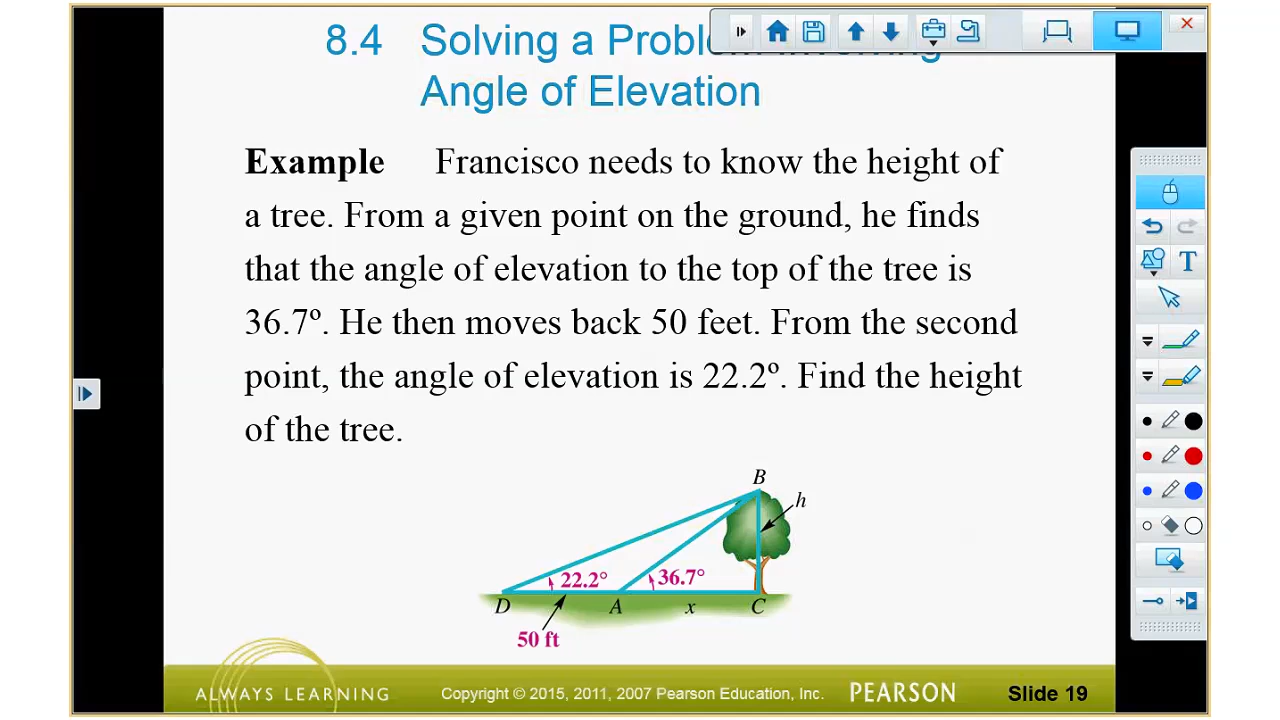 8.4 Solving a Problem Involving
Angle of Elevation
Example Francisco needs to know the height of
a tree. From a given point on the ground, he finds
that the angle of elevation to the top of the tree is
36.7º. He then moves back 50 feet. From the second
point, the angle of elevation is 22.2º. Find the height
of the tree.
B
h
22.2°
36.7°
D
A
x
C
50 ft
ALWAYS LEARNING
Copyright © 2015, 2011, 2007 Pearson Education, Inc.
PEARSON
Slide 19
T